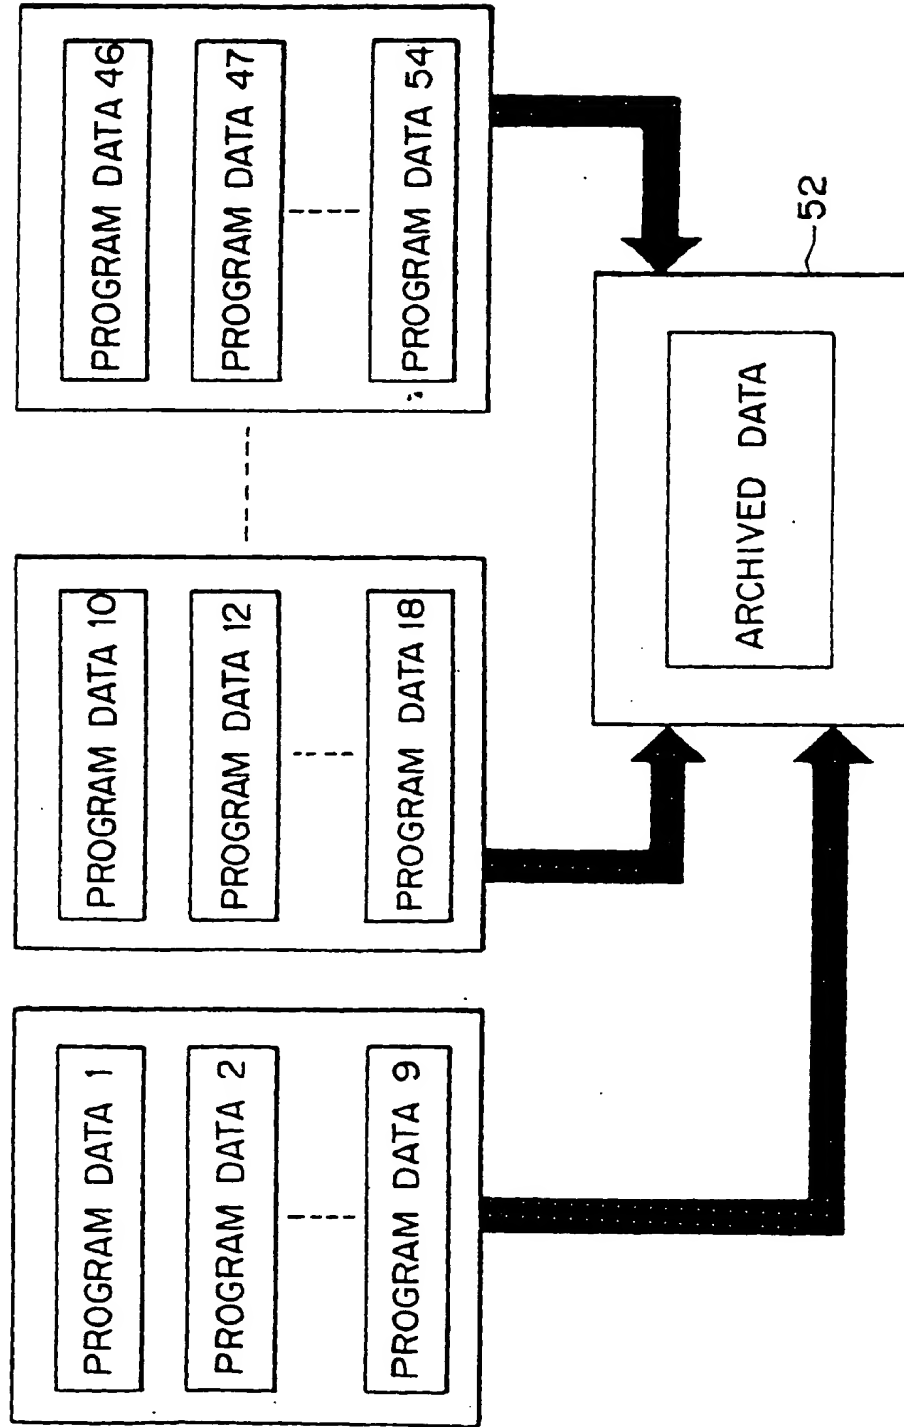 PROGRAM DATA 1
PROGRAM DATA 2
PROGRAM DATA 9
PROGRAM DATA 10
PROGRAM DATA 12
PROGRAM DATA 18
PROGRAM DATA 46
PROGRAM DATA 47
PROGRAM DATA 54
ARCHIVED DATA
52